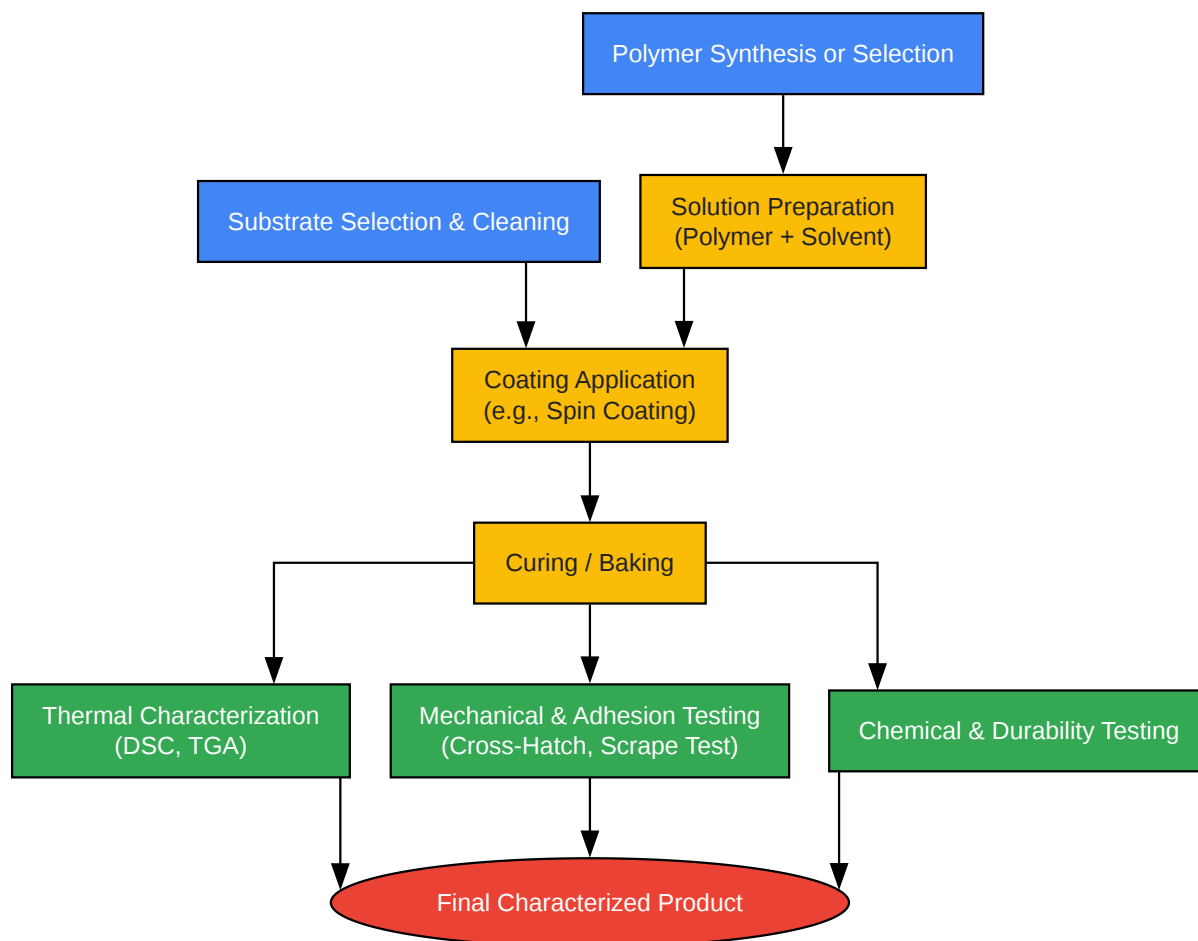 Polymer Synthesis or Selection
Substrate Selection & Cleaning
Solution Preparation
(Polymer + Solvent)
Coating Application
(e.g., Spin Coating)
Curing / Baking
Thermal Characterization
(DSC, TGA)
Mechanical & Adhesion Testing
(Cross-Hatch, Scrape Test)
Chemical & Durability Testing
Final Characterized Product